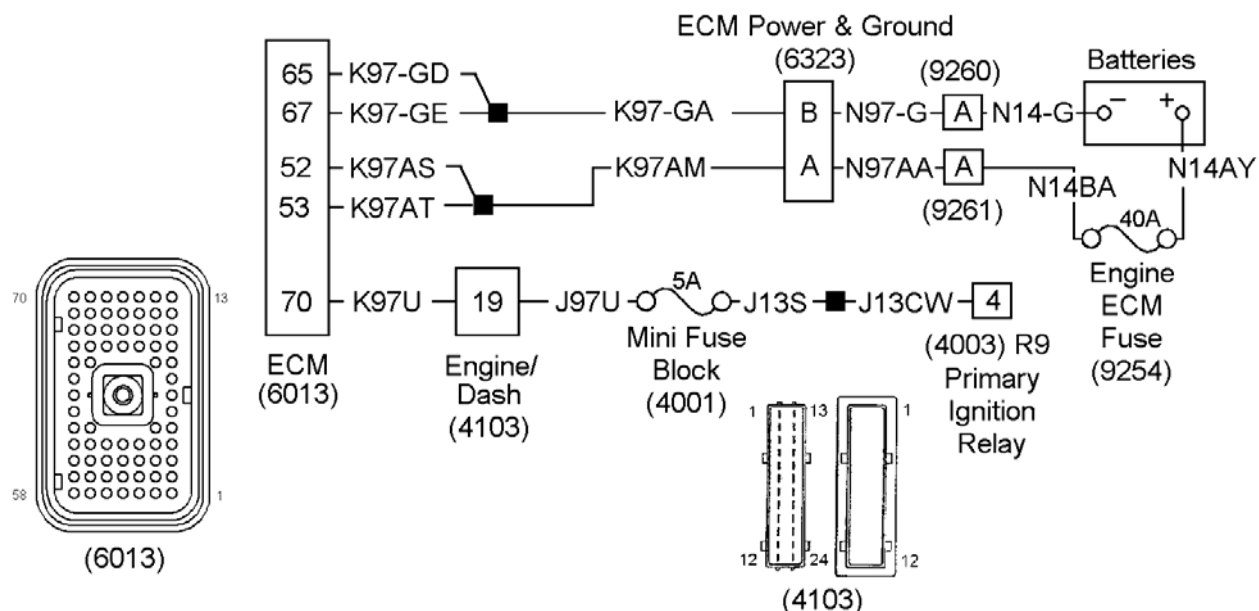 ECM Power & Ground
(6323)
(9260)
Batteries
65 K97-GD
67 K97-GE K97-GA B N97-G A N14-G - +
52 K97AS K97AM A N97AA A N14BA N14AY
(9261)
53 K97AT
40A
Engine
ECM
Fuse
(9254)
70 K97U 19 J97U 5A J13S J13CW 4
ECM
(6013)
Engine/
Dash
(4103)
Mini Fuse
Block
(4001)
(4003) R9
Primary
Ignition
Relay
70 13
58 1
(6013)
1 13 1
12 24 12
(4103)